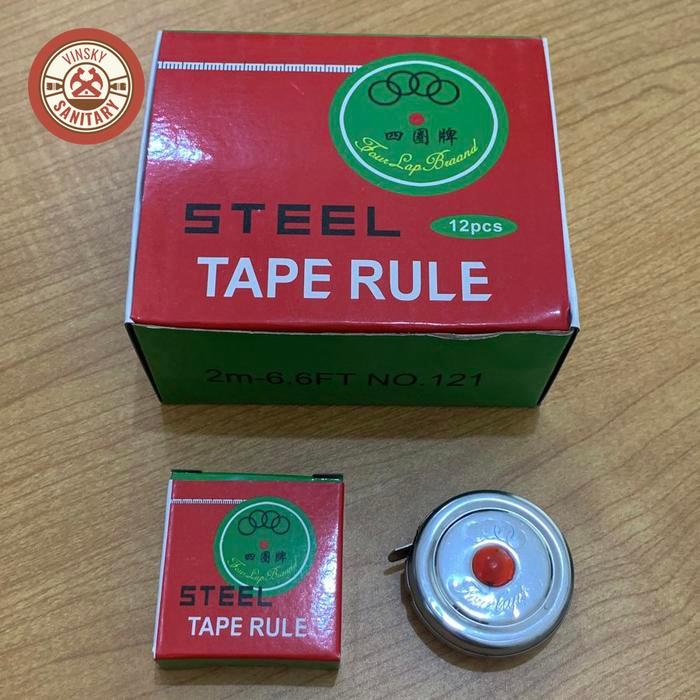 VINSKY
SANITARY
四圈牌
Four Lap Braand
STEEL
12pcs
TAPE RULE
2m-6.6FT NO.121
四圈牌
Four Lap Braand
STEEL
TAPE RULE